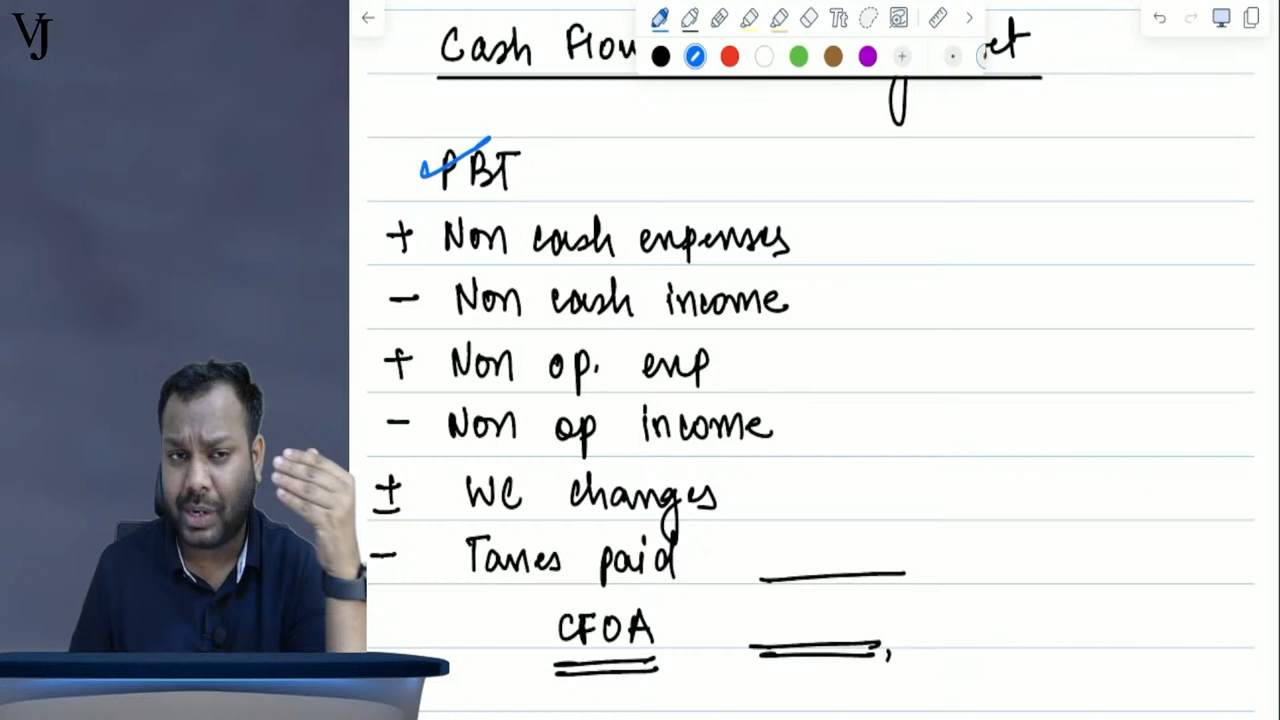 VJ
Cash Flow
PBT
+ Non cash expenses
- Non cash income
+ Non op. exp
- Non op income
± WC changes
- Taxes paid
CFOA
Tt